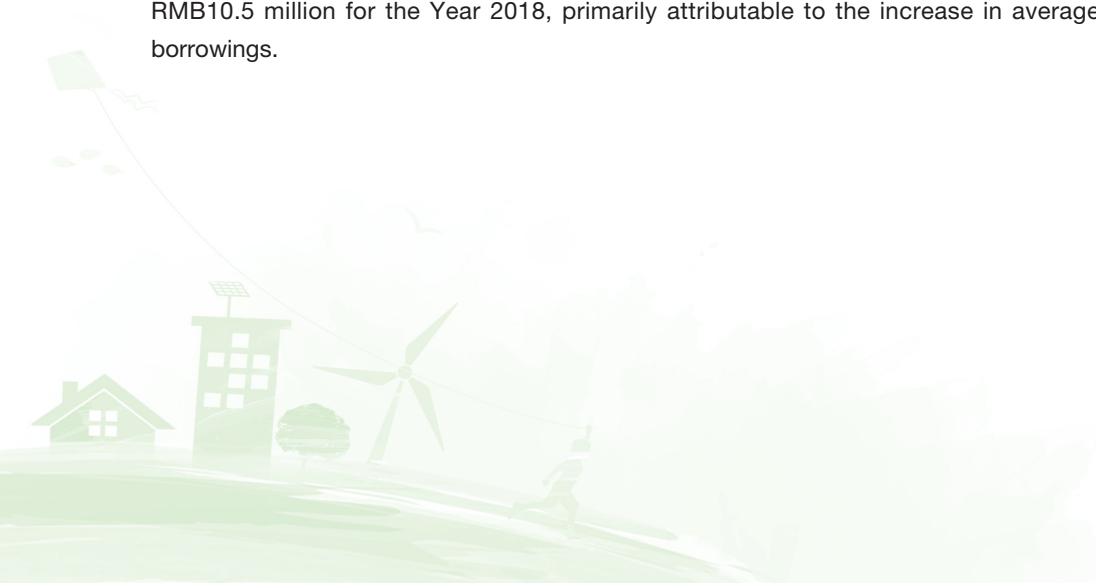 RMB10.5 million for the Year 2018, primarily attributable to the increase in average
borrowings.